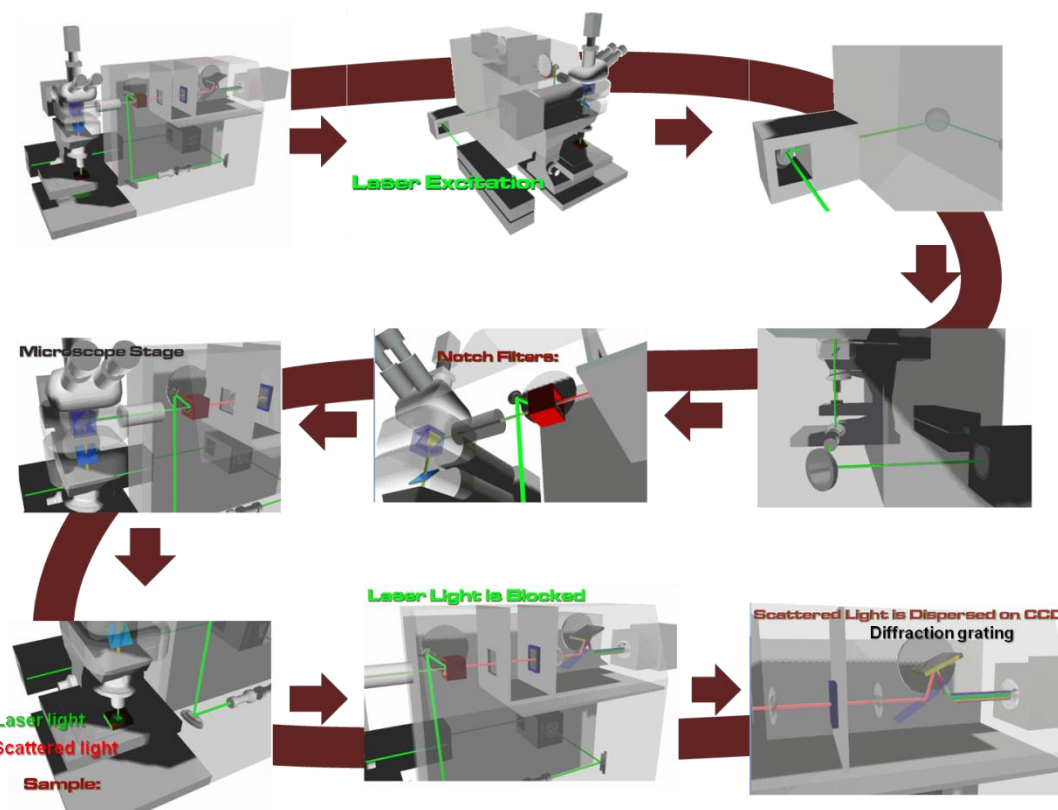 Laser Excitation
Notch Filters:
Microscope Stage
Laser light
Scattered light
Sample:
Laser Light is Blocked
Scattered Light is Dispersed on CCD
Diffraction grating